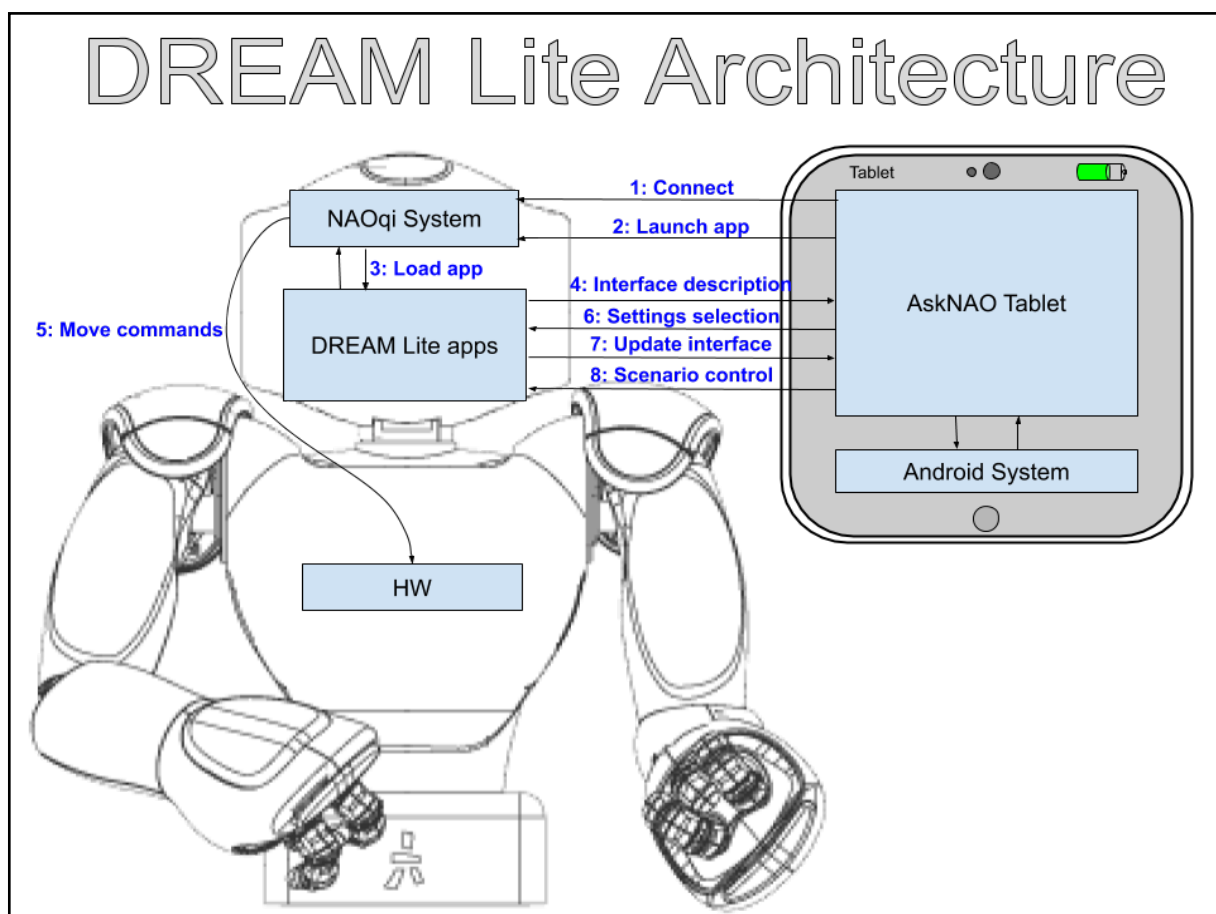 DREAM Lite Architecture
Tablet
1: Connect
NAOqi System
2: Launch app
3: Load app
4: Interface description
AskNAO Tablet
6: Settings selection
5: Move commands
DREAM Lite apps
7: Update interface
8: Scenario control
Android System
HW